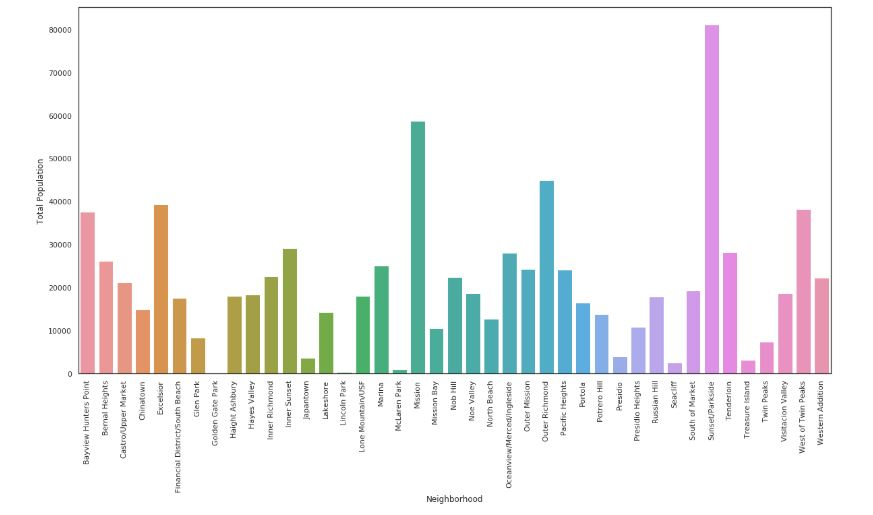 80000
70000
60000
50000
40000
30000
20000
10000
0
Total Population
Bayview Hunters Point
Bernal Heights
Castro/Upper Market
Chinatown
Excelsior
Financial District/South Beach
Glen Park
Golden Gate Park
Haight Ashbury
Hayes Valley
Inner Richmond
Inner Sunset
Japantown
Lakeshore
Lincoln Park
Lone Mountain/USF
Marina
McLaren Park
Mission
Mission Bay
Nob Hill
Noe Valley
North Beach
Oceanview/Merced/Ingleside
Outer Mission
Outer Richmond
Pacific Heights
Portola
Potrero Hill
Presidio
Presidio Heights
Russian Hill
Seacliff
South of Market
Sunset/Parkside
Tenderloin
Treasure Island
Twin Peaks
Visitacion Valley
West of Twin Peaks
Western Addition
Neighborhood